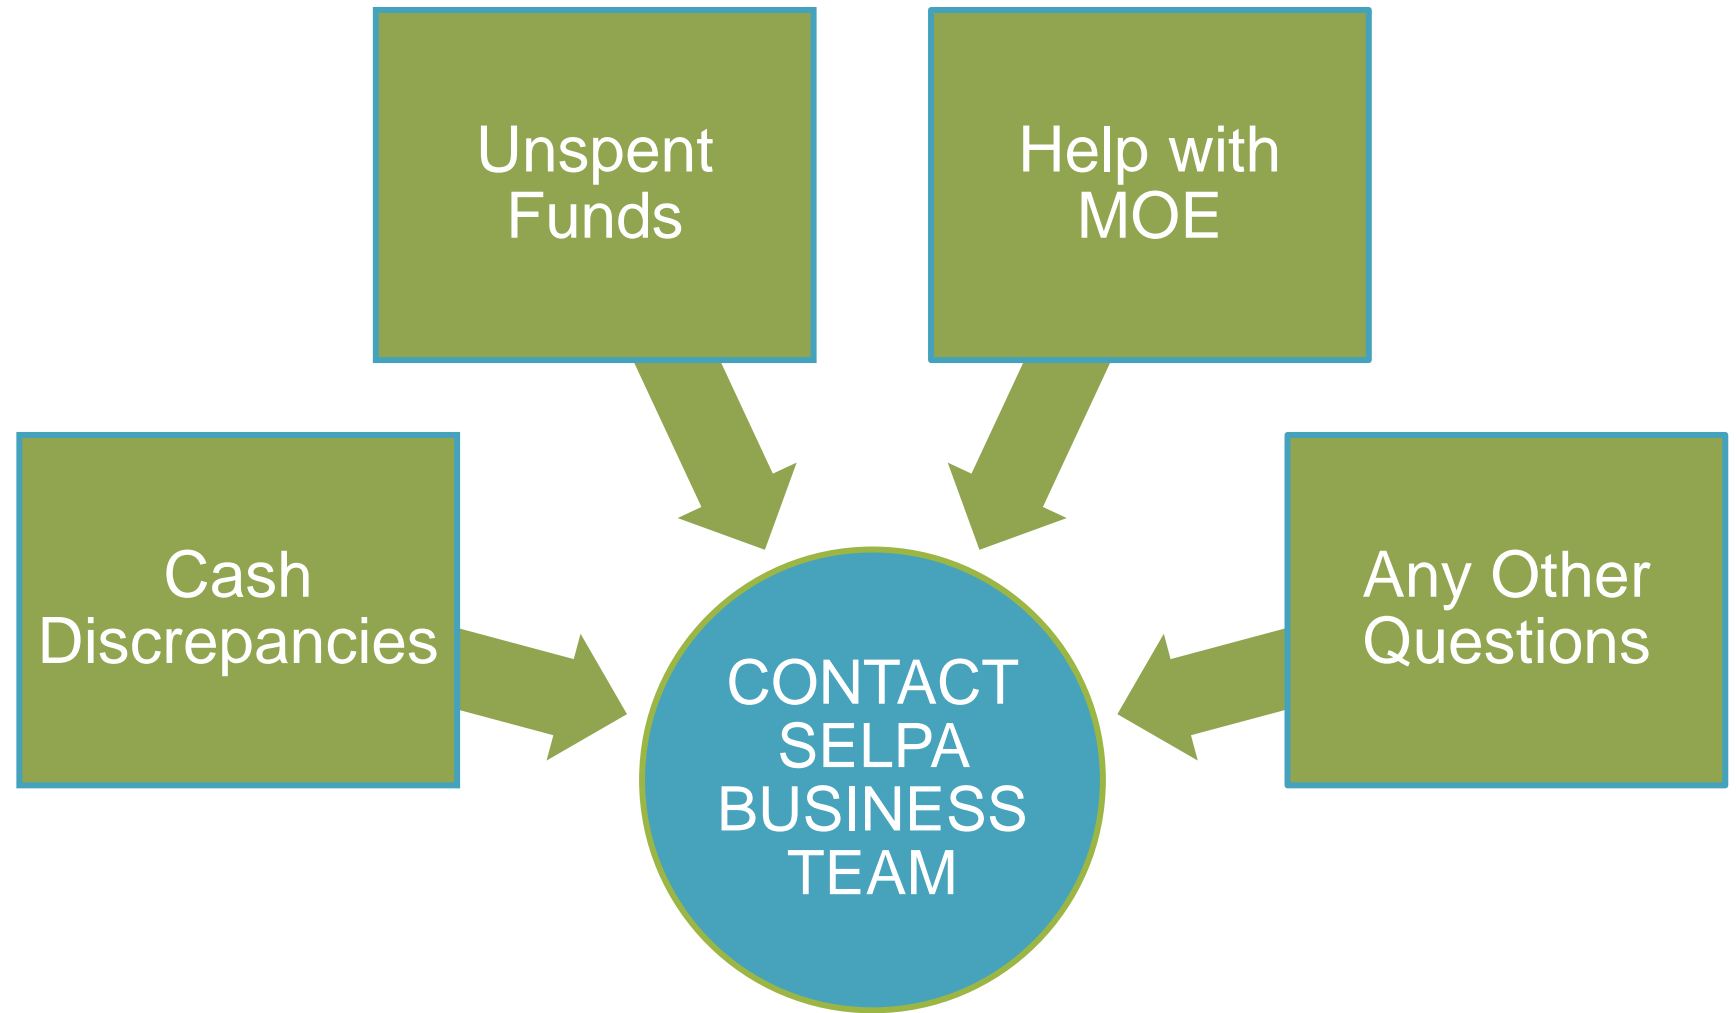 Unspent
Funds
Help with
MOE
Cash
Discrepancies
Any Other
Questions
CONTACT
SELPA
BUSINESS
TEAM